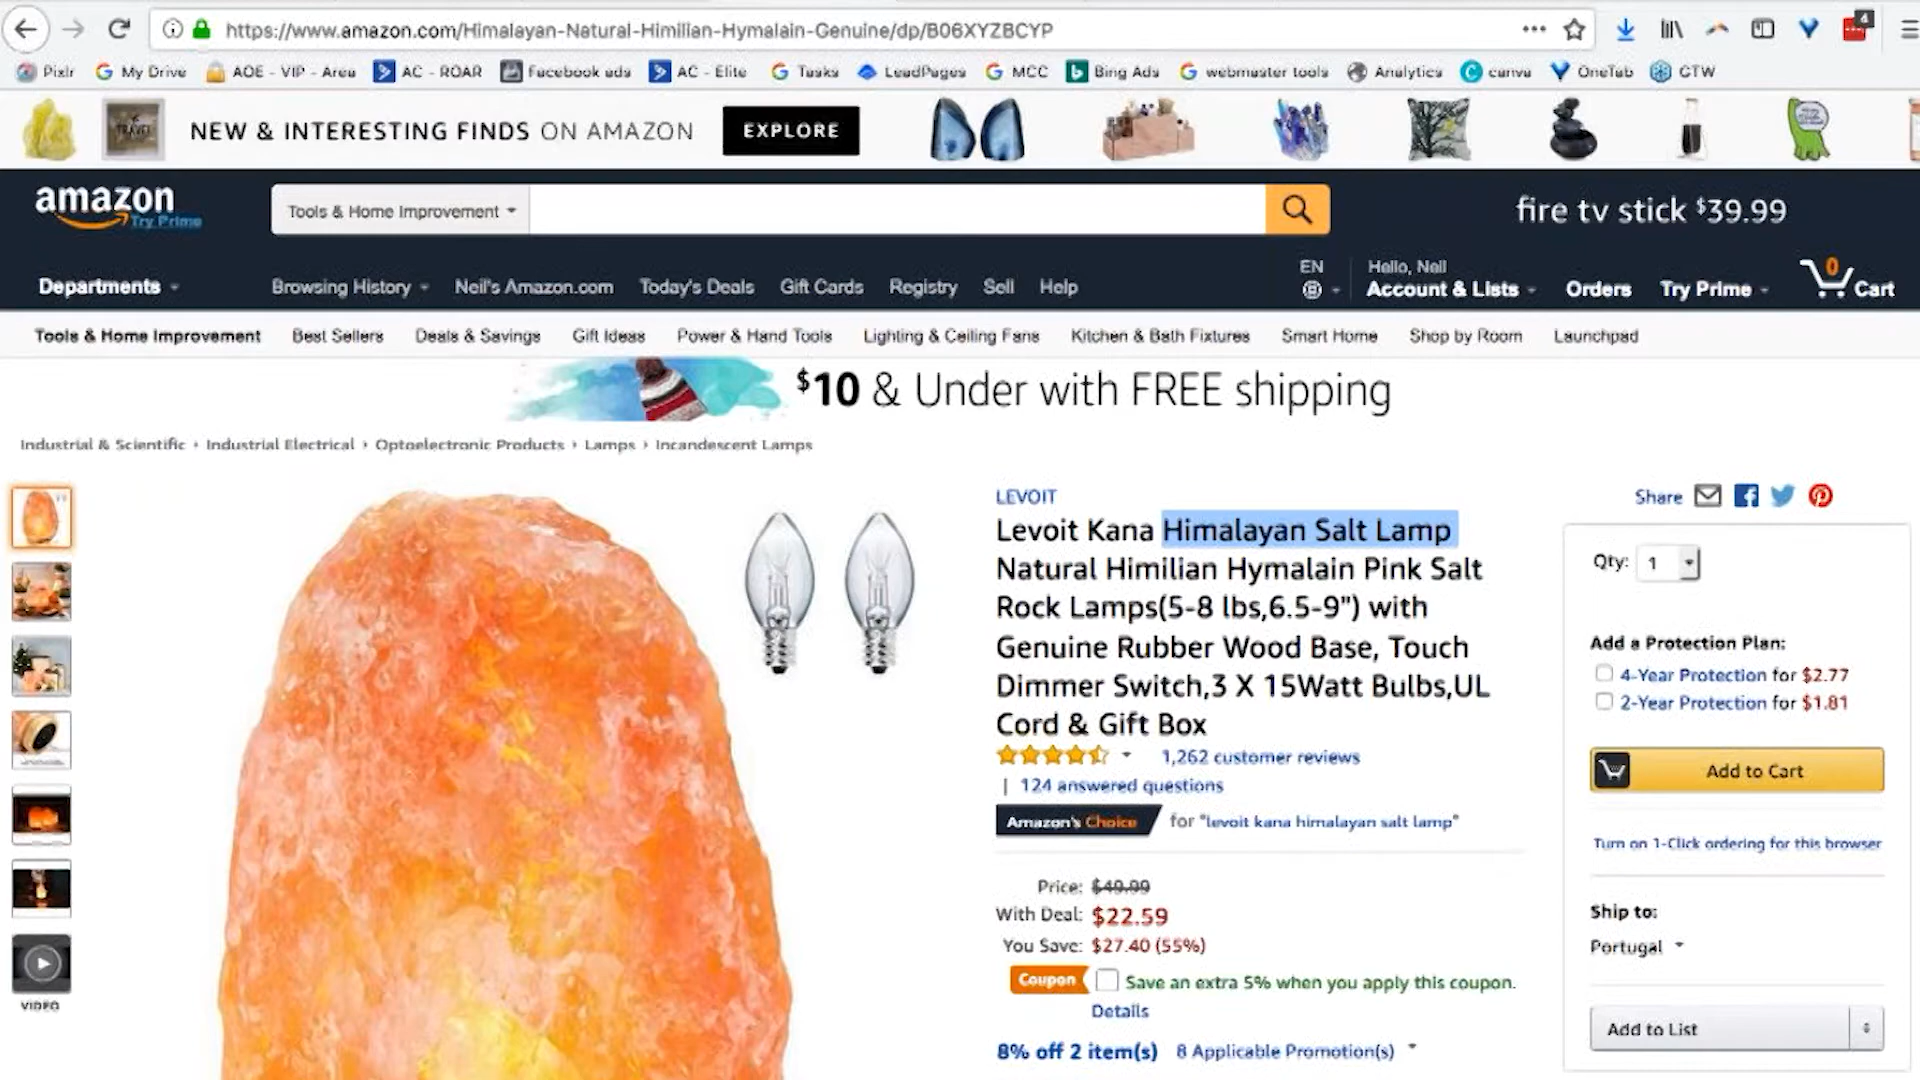 https://www.amazon.com/Himalayan-Natural-Himilian-Hymalain-Genuine/dp/B06XYZBCYP
4
Pixlr My Drive AOE - VIP - Area AC - ROAR Facebook ads AC - Elite Tasks LeadPages MCC Bing Ads webmaster tools Analytics canva OneTab GTW
TRAVEL NEW & INTERESTING FINDS ON AMAZON EXPLORE
amazon
Try Prime
Tools & Home Improvement
fire tv stick $39.99
Departments
Browsing History Neil's Amazon.com Today's Deals Gift Cards Registry Sell Help
EN
Hello, Neil
Account & Lists
Orders
Try Prime
0
Cart
Tools & Home Improvement Best Sellers Deals & Savings Gift Ideas Power & Hand Tools Lighting & Ceiling Fans Kitchen & Bath Fixtures Smart Home Shop by Room Launchpad
$10 & Under with FREE shipping
Industrial & Scientific › Industrial Electrical › Optoelectronic Products › Lamps › Incandescent Lamps
VIDEO
LEVOIT
Levoit Kana Himalayan Salt Lamp
Natural Himilian Hymalain Pink Salt
Rock Lamps(5-8 lbs,6.5-9") with
Genuine Rubber Wood Base, Touch
Dimmer Switch,3 X 15Watt Bulbs,UL
Cord & Gift Box
1,262 customer reviews
| 124 answered questions
Amazon's Choice for "levoit kana himalayan salt lamp"
Price: $49.99
With Deal: $22.59
You Save: $27.40 (55%)
Coupon Save an extra 5% when you apply this coupon.
Details
8% off 2 item(s) 8 Applicable Promotion(s)
Share
Qty: 1
Add a Protection Plan:
4-Year Protection for $2.77
2-Year Protection for $1.81
Add to Cart
Turn on 1-Click ordering for this browser
Ship to:
Portugal
Add to List